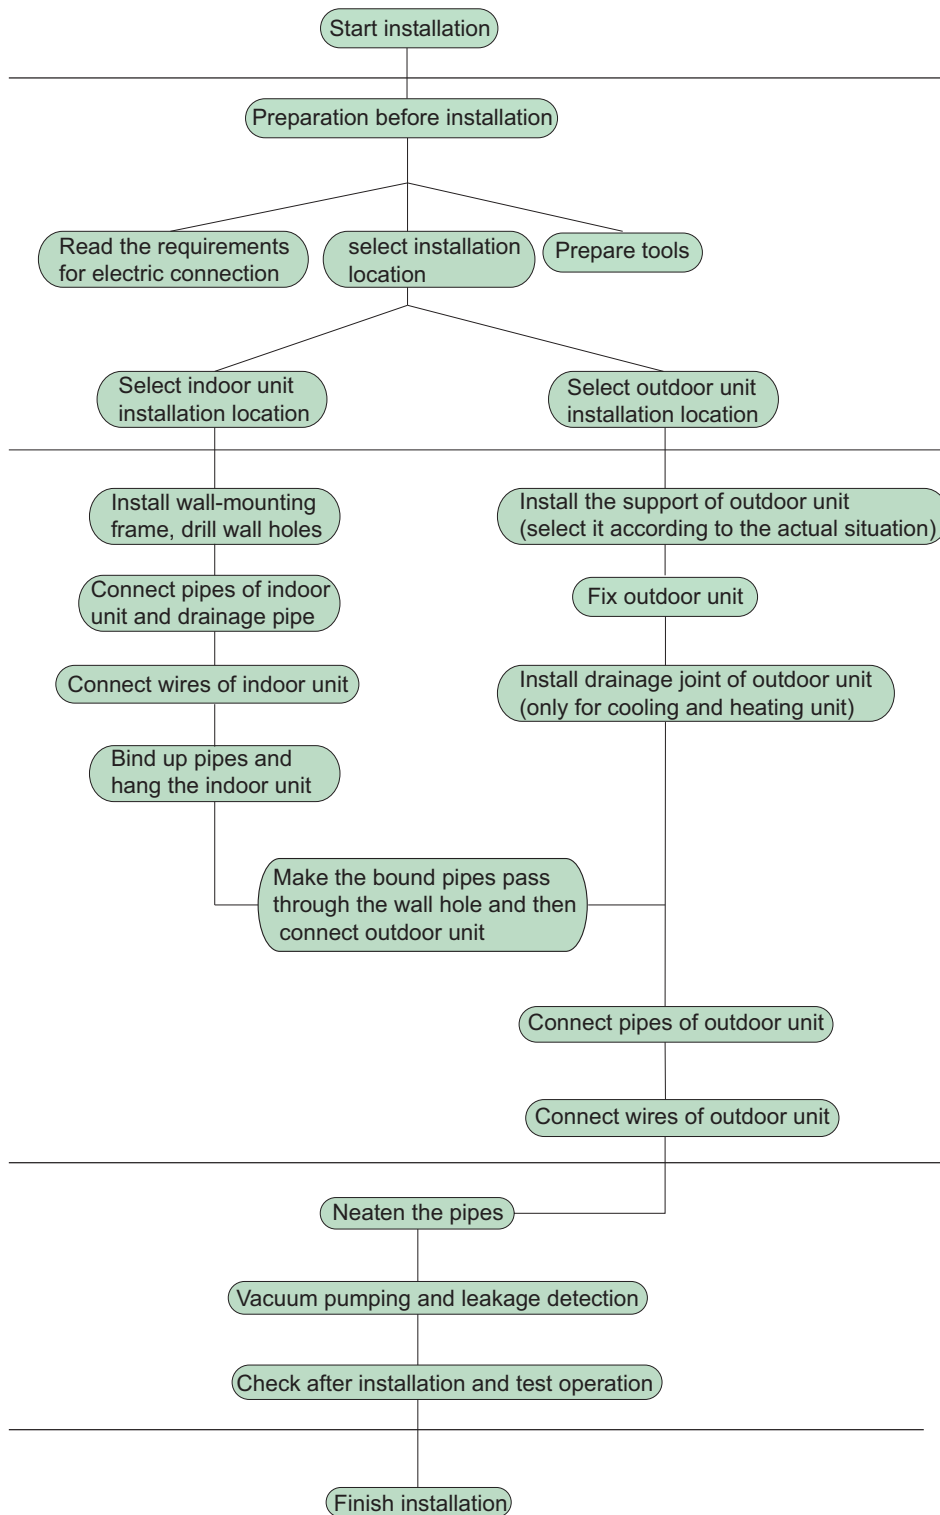 Start installation
Preparation before installation
Read the requirements
for electric connection
select installation
location
Prepare tools
Select indoor unit
installation location
Select outdoor unit
installation location
Install wall-mounting
frame, drill wall holes
Install the support of outdoor unit
(select it according to the actual situation)
Connect pipes of indoor
unit and drainage pipe
Fix outdoor unit
Connect wires of indoor unit
Install drainage joint of outdoor unit
(only for cooling and heating unit)
Bind up pipes and
hang the indoor unit
Make the bound pipes pass
through the wall hole and then
connect outdoor unit
Connect pipes of outdoor unit
Connect wires of outdoor unit
Neaten the pipes
Vacuum pumping and leakage detection
Check after installation and test operation
Finish installation